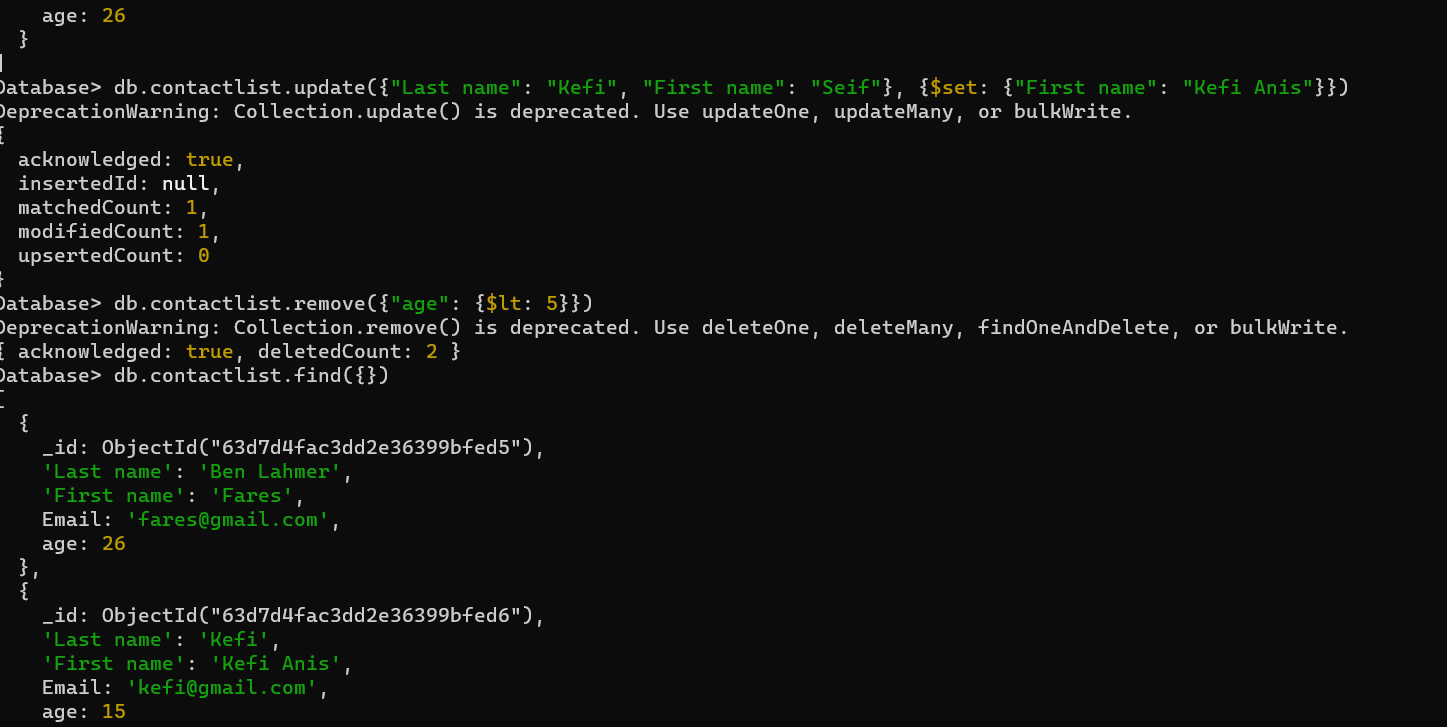 age: 26
  }
]
Database> db.contactlist.update({"Last name": "Kefi", "First name": "Seif"}, {$set: {"First name": "Kefi Anis"}})
DeprecationWarning: Collection.update() is deprecated. Use updateOne, updateMany, or bulkWrite.
{
  acknowledged: true,
  insertedId: null,
  matchedCount: 1,
  modifiedCount: 1,
  upsertedCount: 0
}
Database> db.contactlist.remove({"age": {$lt: 5}})
DeprecationWarning: Collection.remove() is deprecated. Use deleteOne, deleteMany, findOneAndDelete, or bulkWrite.
{ acknowledged: true, deletedCount: 2 }
Database> db.contactlist.find({})
[
  {
    _id: ObjectId("63d7d4fac3dd2e36399bfed5"),
    'Last name': 'Ben Lahmer',
    'First name': 'Fares',
    Email: 'fares@gmail.com',
    age: 26
  },
  {
    _id: ObjectId("63d7d4fac3dd2e36399bfed6"),
    'Last name': 'Kefi',
    'First name': 'Kefi Anis',
    Email: 'kefi@gmail.com',
    age: 15